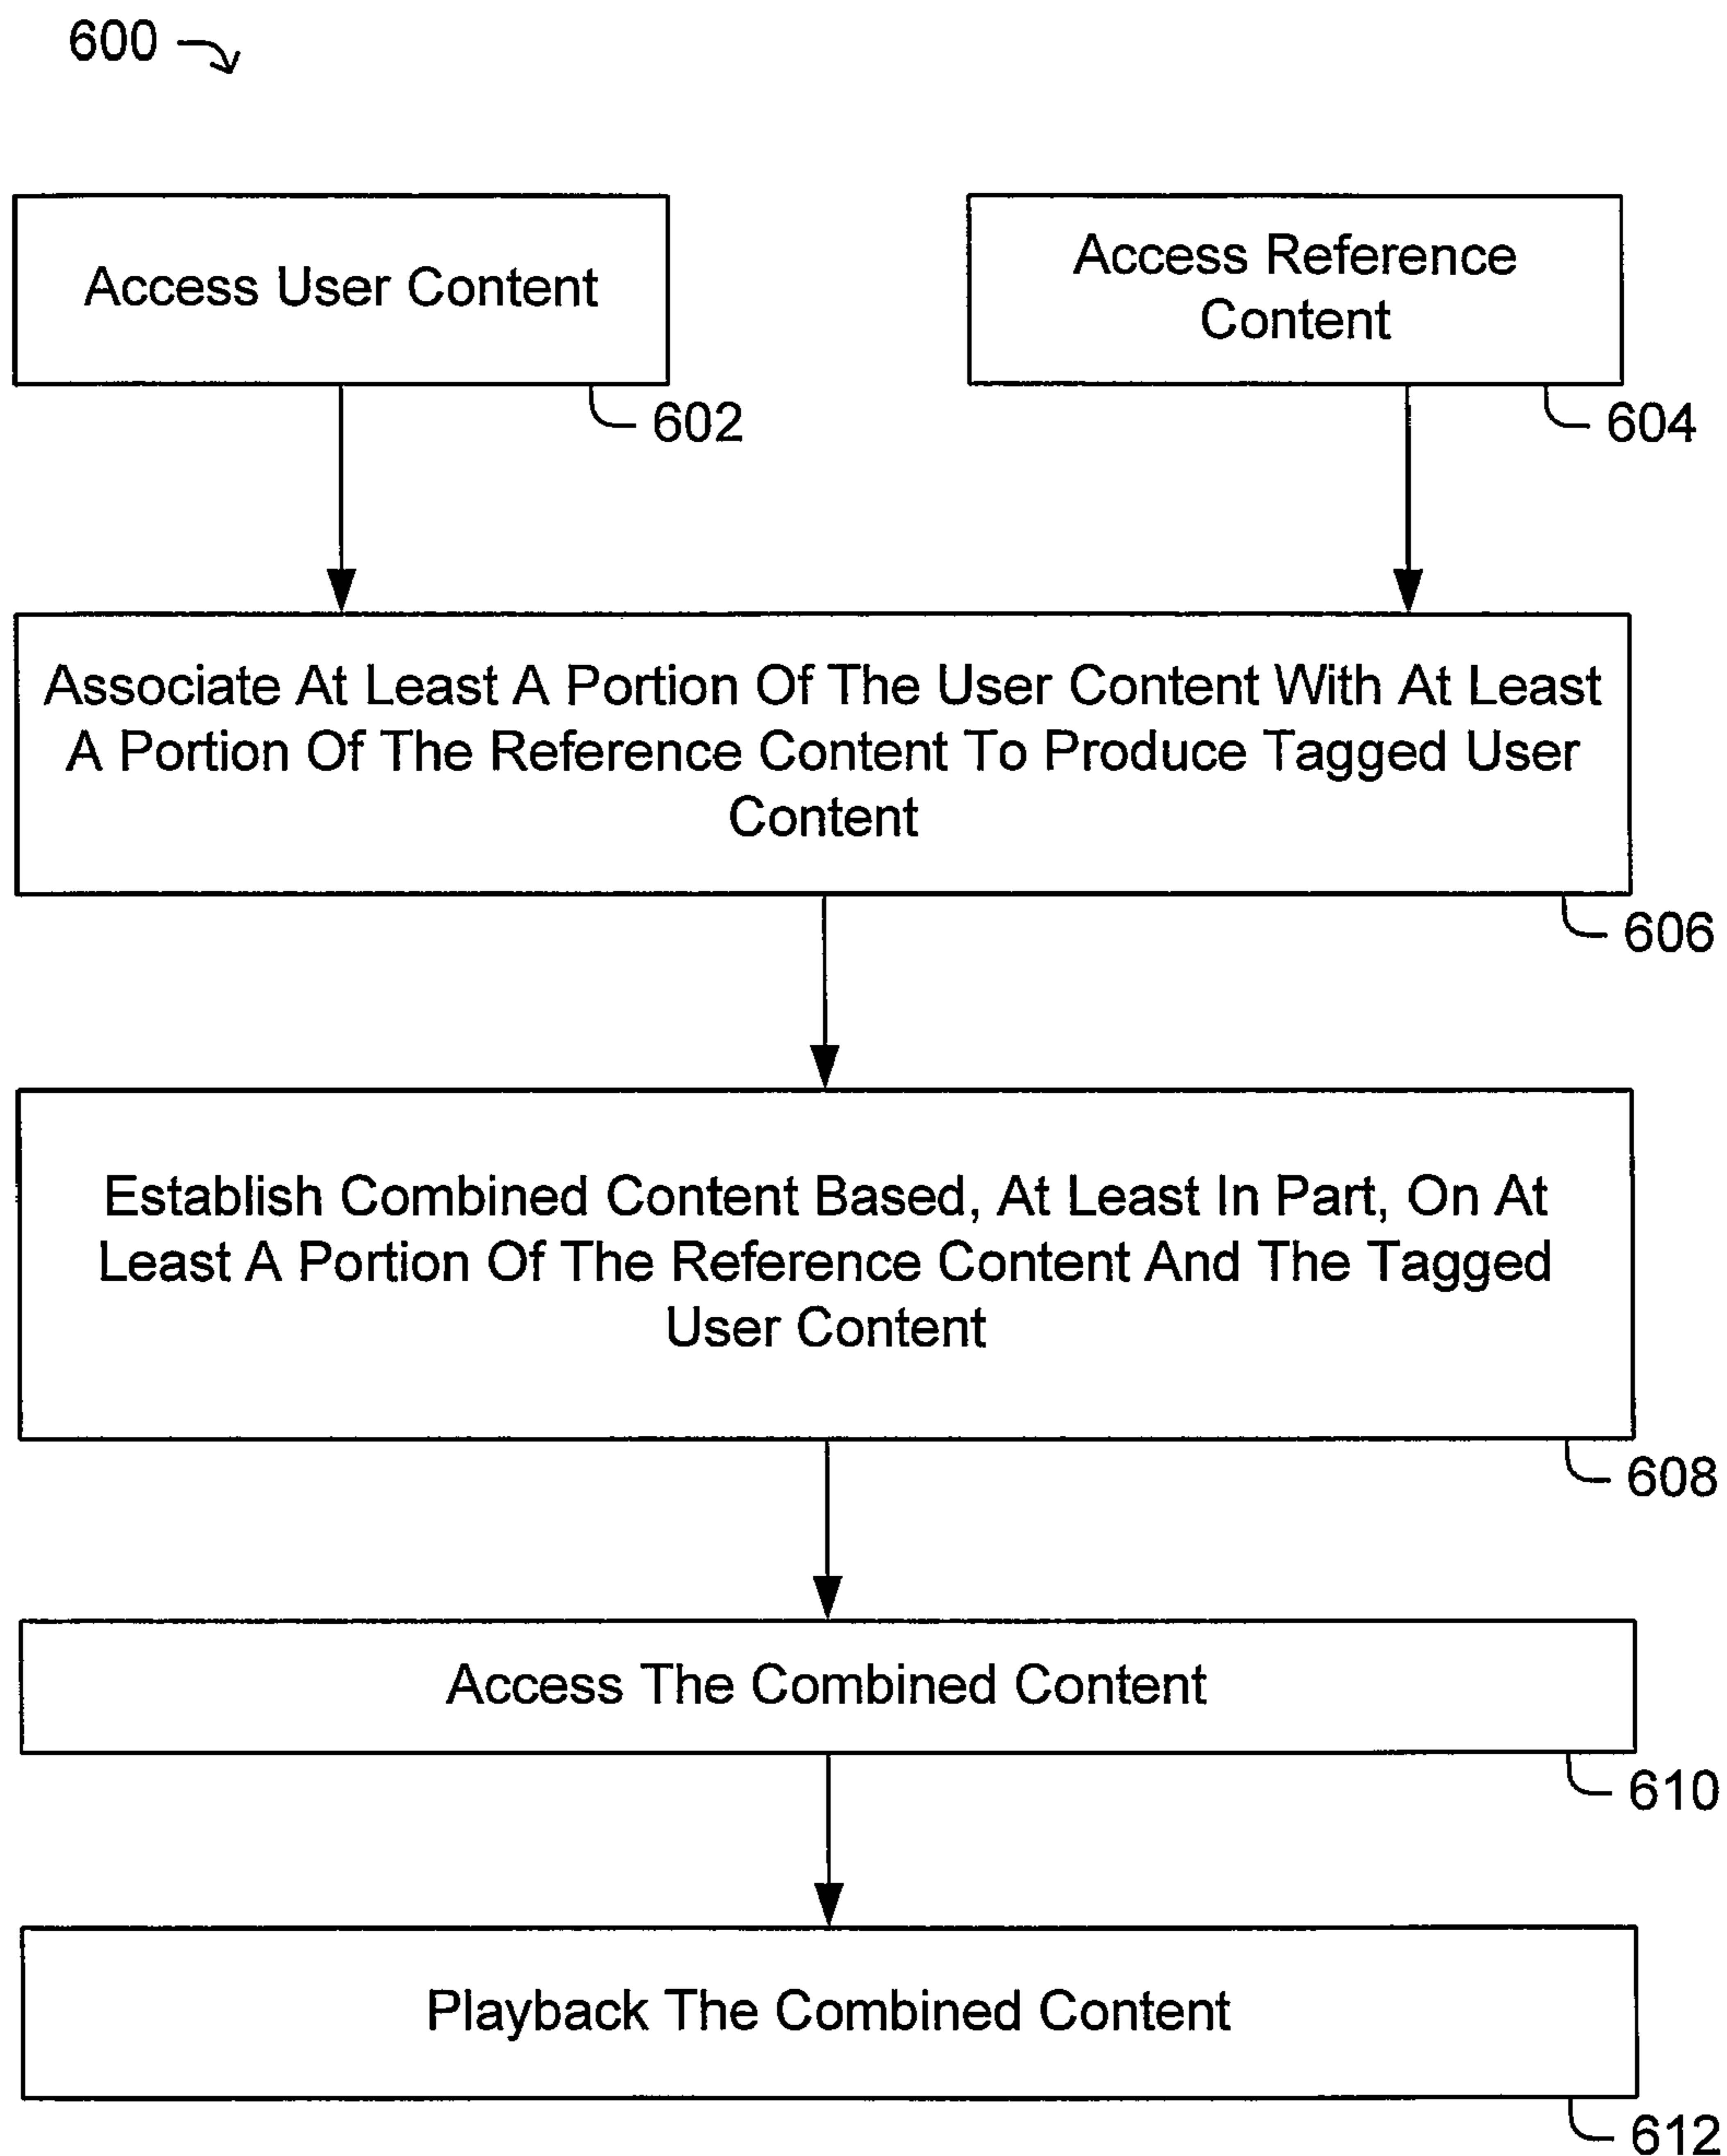 600
Access User Content
602
Access Reference
Content
604
Associate At Least A Portion Of The User Content With At Least
A Portion Of The Reference Content To Produce Tagged User
Content
606
Establish Combined Content Based, At Least In Part, On At
Least A Portion Of The Reference Content And The Tagged
User Content
608
Access The Combined Content
610
Playback The Combined Content
612